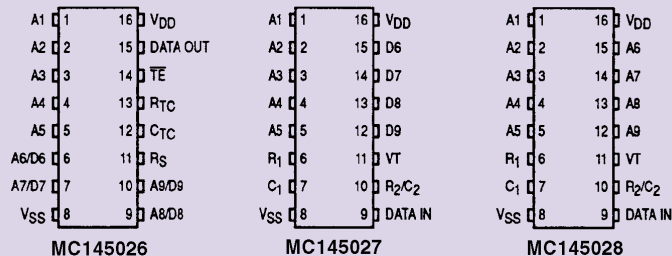 A1 1 16 VDD A1 1 16 VDD A1 1 16 VDD
A2 2 15 DATA OUT A2 2 15 D6 A2 2 15 A6
A3 3 14 TE A3 3 14 D7 A3 3 14 A7
A4 4 13 RTC A4 4 13 D8 A4 4 13 A8
A5 5 12 CTC A5 5 12 D9 A5 5 12 A9
A6/D6 6 11 RS R1 6 11 VT R1 6 11 VT
A7/D7 7 10 A9/D9 C1 7 10 R2/C2 C1 7 10 R2/C2
VSS 8 9 A8/D8 VSS 8 9 DATA IN VSS 8 9 DATA IN
MC145026 MC145027 MC145028